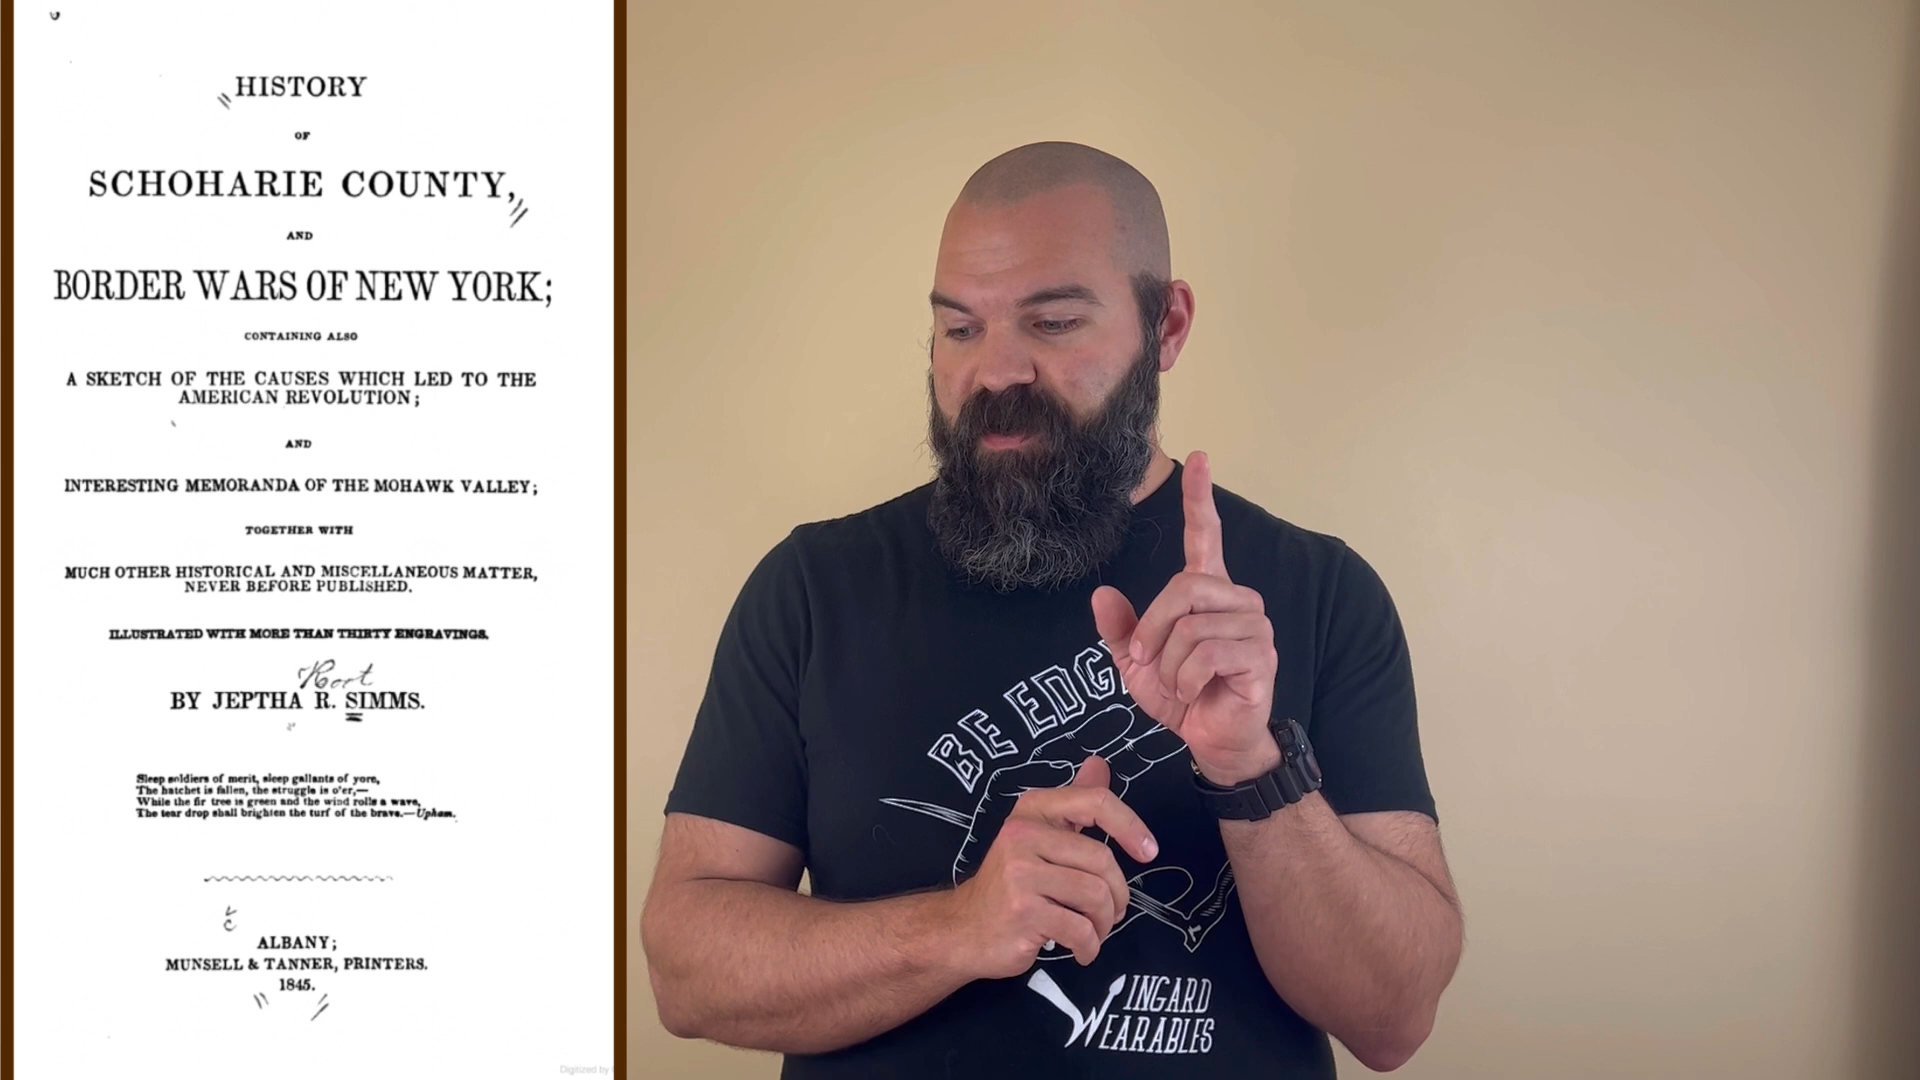 HISTORY
OF
SCHOHARIE COUNTY,
AND
BORDER WARS OF NEW YORK;
CONTAINING ALSO
A SKETCH OF THE CAUSES WHICH LED TO THE
AMERICAN REVOLUTION;
AND
INTERESTING MEMORANDA OF THE MOHAWK VALLEY;
TOGETHER WITH
MUCH OTHER HISTORICAL AND MISCELLANEOUS MATTER,
NEVER BEFORE PUBLISHED.
ILLUSTRATED WITH MORE THAN THIRTY ENGRAVINGS.
BY JEPTHA R. SIMMS.
Sleep soldiers of merit, sleep gallants of yore,
The hatchet is fallen, the struggle is o'er,—
While the fir tree is green and the wind rolls a wave,
The tear drop shall brighten the turf of the brave.—Upham.
ALBANY;
MUNSELL & TANNER, PRINTERS.
1845.
Digitized by
BE EDG
WINGARD
WEARABLES